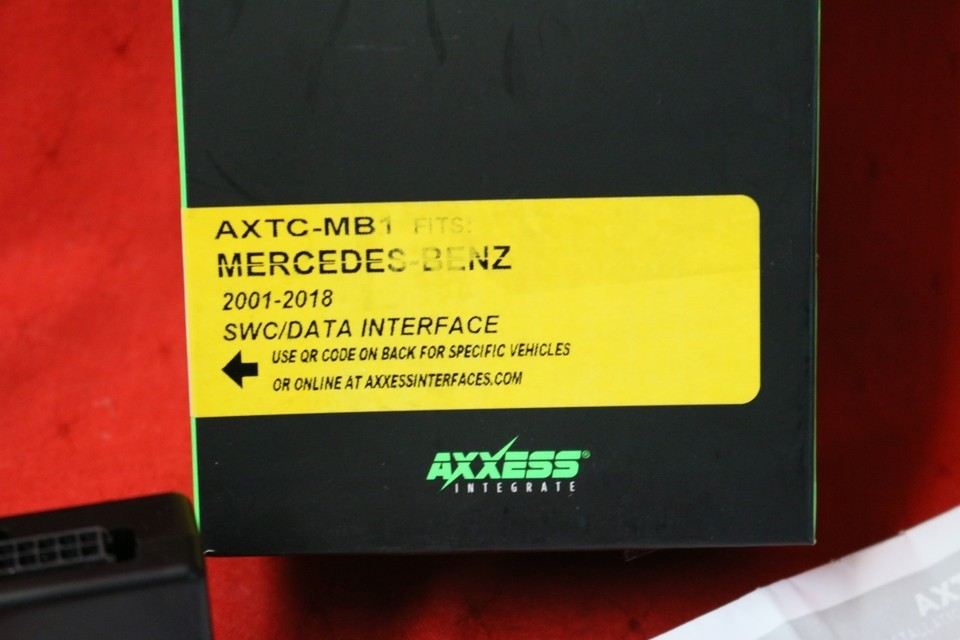 AXTC-MB1 FITS:
MERCEDES-BENZ
2001-2018
SWC/DATA INTERFACE
USE QR CODE ON BACK FOR SPECIFIC VEHICLES
OR ONLINE AT AXXESSINTERFACES.COM
AXXESS®
INTEGRATE